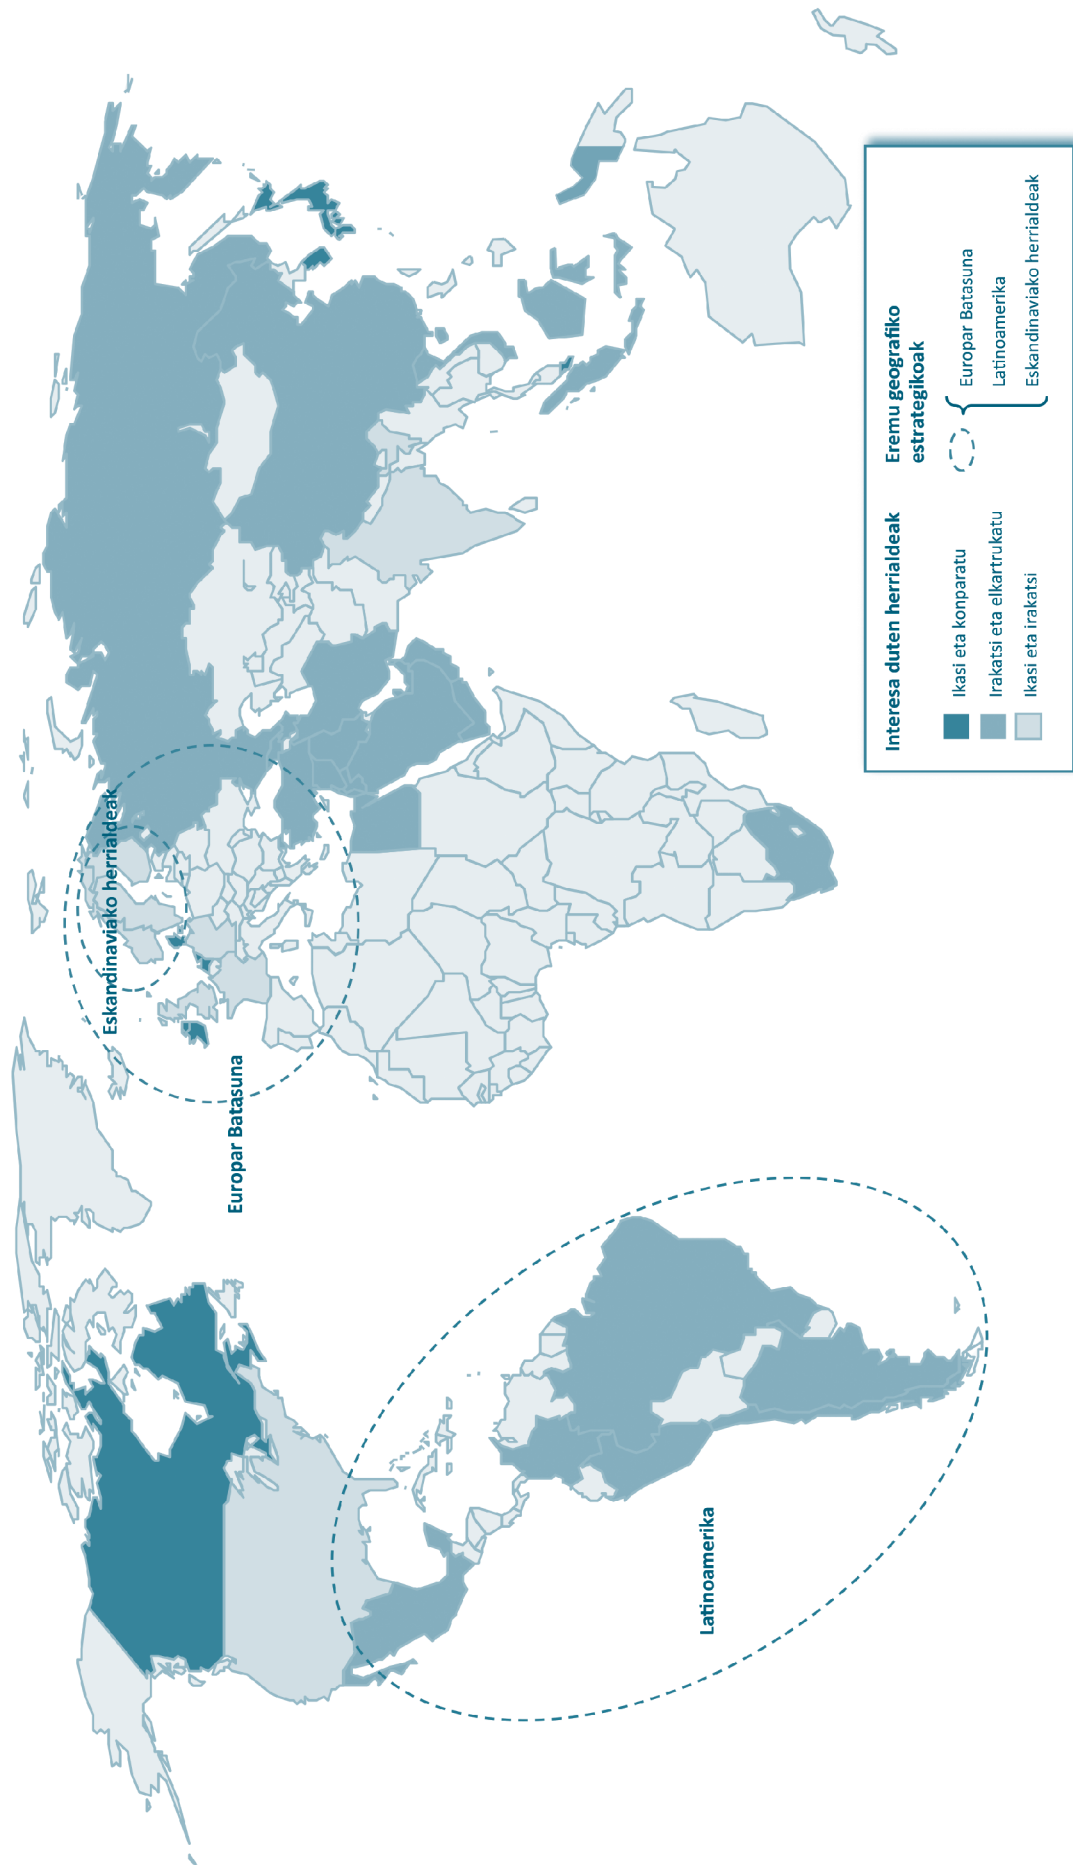 Eskandinaviako herrialdeak
Europar Batasuna
Latinoamerika
Interesa duten herrialdeak
Ikasi eta konparatu
Irakatsi eta elkartrukatu
Ikasi eta irakatsi
Eremu geografiko
estrategikoak
Europar Batasuna
Latinoamerika
Eskandinaviako herrialdeak